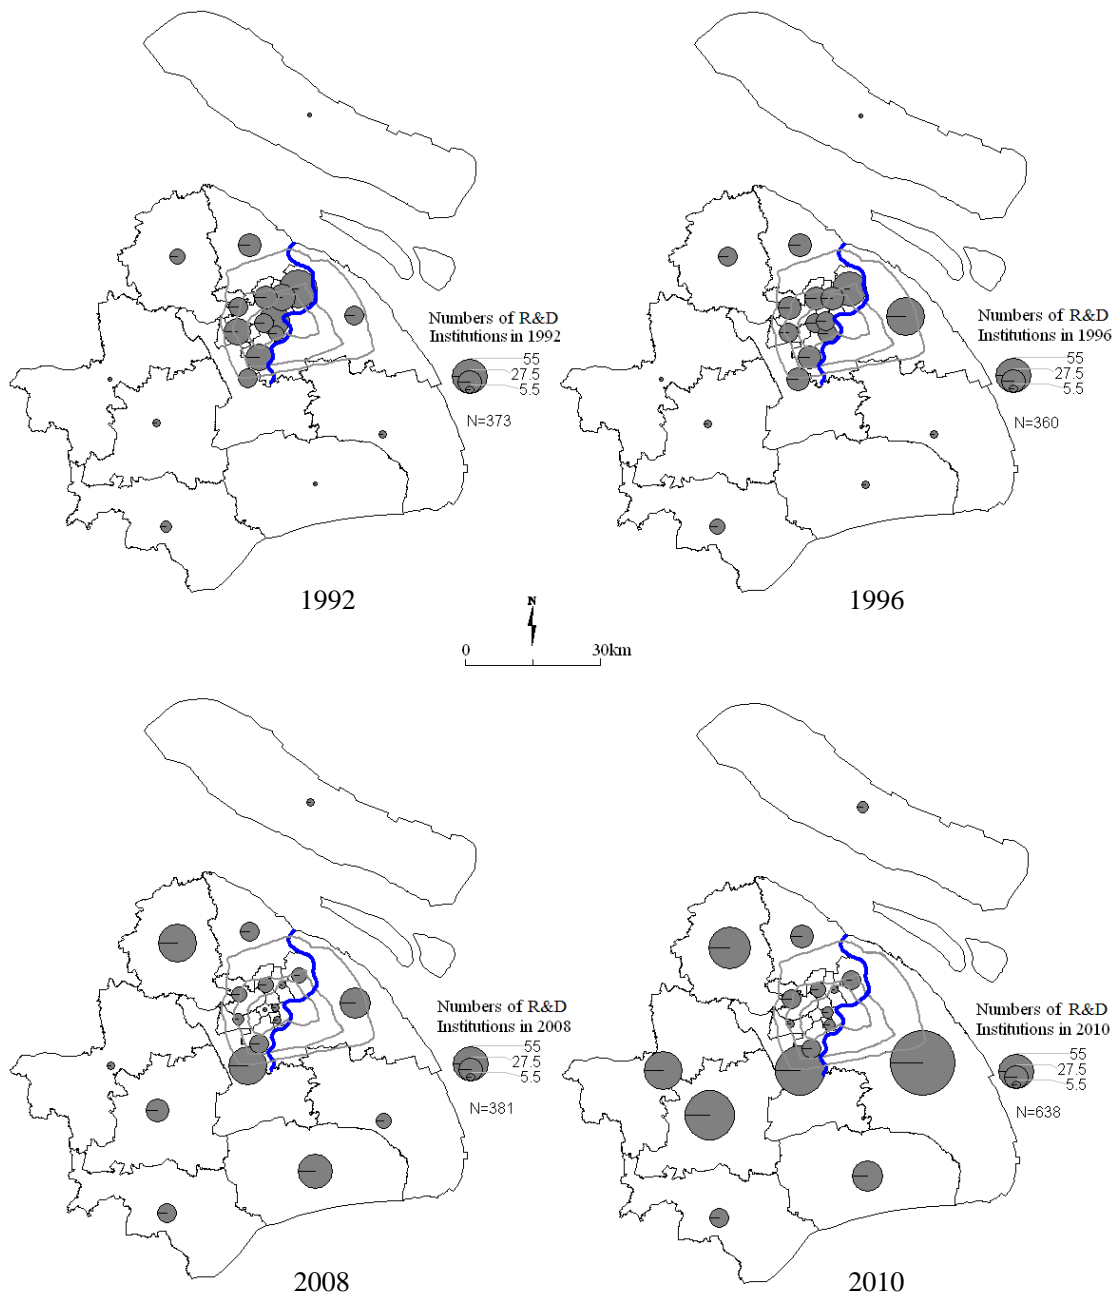 Numbers of R&D
Institutions in 1992
55
27.5
5.5
N=373
1992
Numbers of R&D
Institutions in 1996
55
27.5
5.5
N=360
1996
N
0 30km
Numbers of R&D
Institutions in 2008
55
27.5
5.5
N=381
2008
Numbers of R&D
Institutions in 2010
55
27.5
5.5
N=638
2010